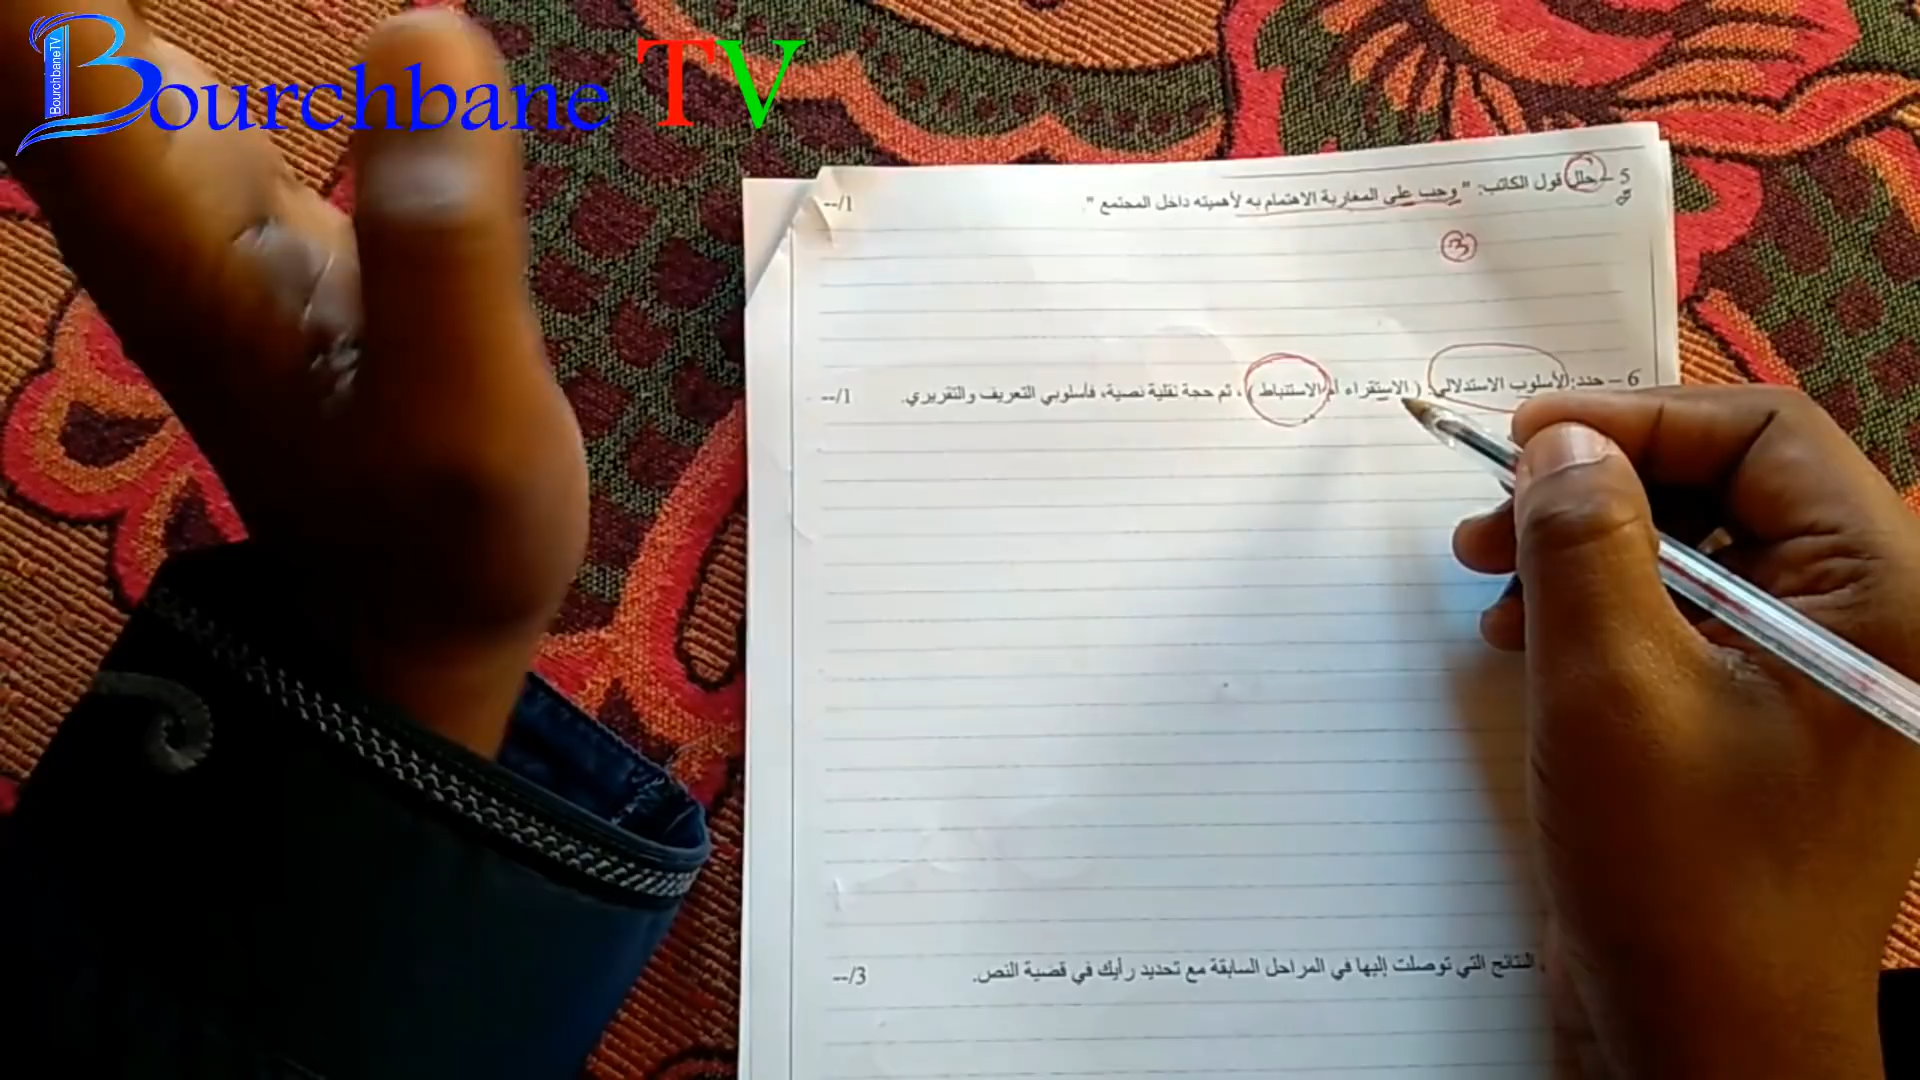 BourchbaneTV
Bourchbane TV
5 – حلل قول الكاتب: " وجب على المغاربة الاهتمام به لأهميته داخل المجتمع ". 1/--
3
6 – حدد: الأسلوب الاستدلالي: ( الاستقراء أم الاستنباط ) ، ثم حجة نقلية نصية، فأسلوبي التعريف والتقريري. 1/--
النتائج التي توصلت إليها في المراحل السابقة مع تحديد رأيك في قضية النص. 3/--